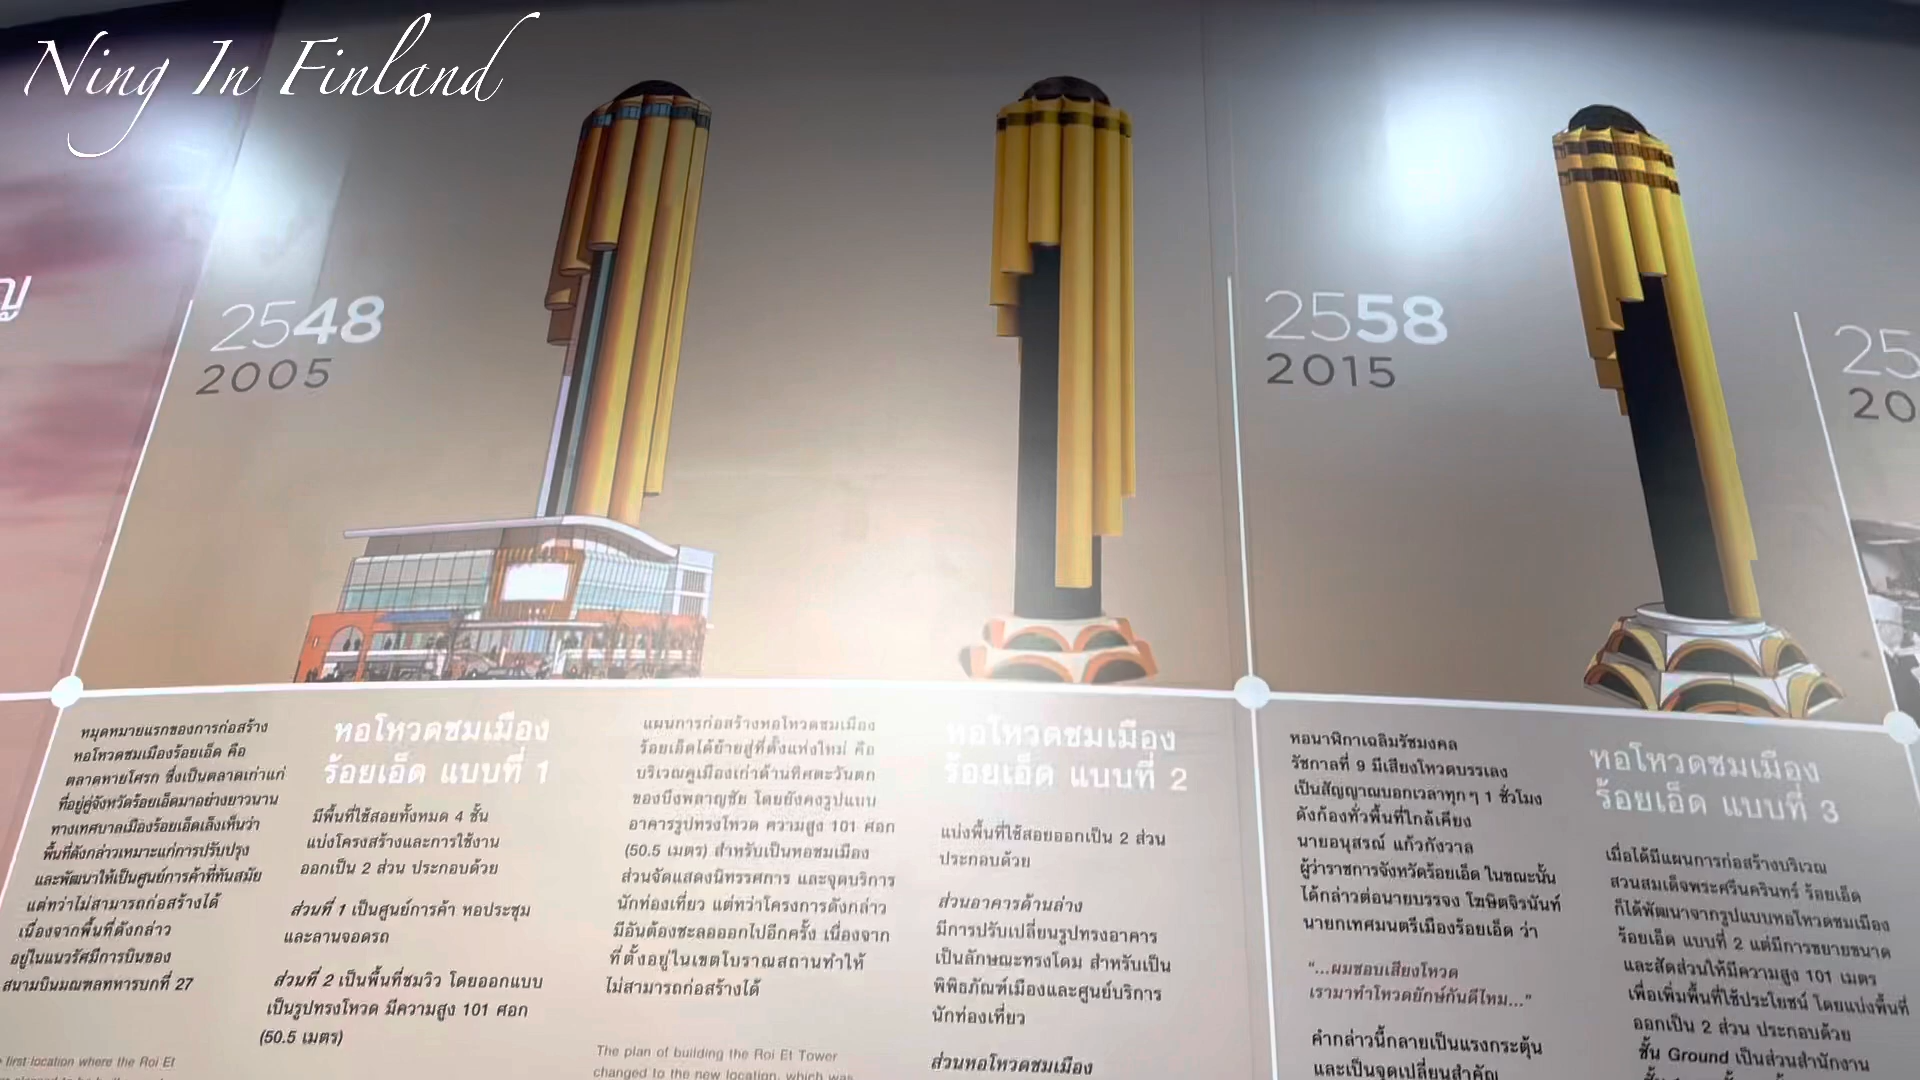 Ning In Finland
ญ
2548
2005
หมุดหมายแรกของการก่อสร้าง
หอโหวดชมเมืองร้อยเอ็ด คือ
ตลาดทายโศรก ซึ่งเป็นตลาดเก่าแก่
ที่อยู่คู่จังหวัดร้อยเอ็ดมาอย่างยาวนาน
ทางเทศบาลเมืองร้อยเอ็ดเล็งเห็นว่า
พื้นที่ดังกล่าวเหมาะแก่การปรับปรุง
และพัฒนาให้เป็นศูนย์การค้าที่ทันสมัย
แต่ทว่าไม่สามารถก่อสร้างได้
เนื่องจากพื้นที่ดังกล่าว
อยู่ในแนวรัศมีการบินของ
สนามบินมณฑลทหารบกที่ 27
first location where the Roi Et
หอโหวดชมเมือง
ร้อยเอ็ด แบบที่ 1
มีพื้นที่ใช้สอยทั้งหมด 4 ชั้น
แบ่งโครงสร้างและการใช้งาน
ออกเป็น 2 ส่วน ประกอบด้วย
ส่วนที่ 1 เป็นศูนย์การค้า หอประชุม
และลานจอดรถ
ส่วนที่ 2 เป็นพื้นที่ชมวิว โดยออกแบบ
เป็นรูปทรงโหวด มีความสูง 101 ศอก
(50.5 เมตร)
แผนการก่อสร้างหอโหวดชมเมือง
ร้อยเอ็ดได้ย้ายสู่ที่ตั้งแห่งใหม่ คือ
บริเวณคูเมืองเก่าด้านทิศตะวันตก
ของบึงพลาญชัย โดยยังคงรูปแบบ
อาคารรูปทรงโหวด ความสูง 101 ศอก
(50.5 เมตร) สำหรับเป็นหอชมเมือง
ส่วนจัดแสดงนิทรรศการ และจุดบริการ
นักท่องเที่ยว แต่ทว่าโครงการดังกล่าว
มีอันต้องชะลอออกไปอีกครั้ง เนื่องจาก
ที่ตั้งอยู่ในเขตโบราณสถานทำให้
ไม่สามารถก่อสร้างได้
The plan of building the Roi Et Tower
changed to the new location, which was
หอโหวดชมเมือง
ร้อยเอ็ด แบบที่ 2
แบ่งพื้นที่ใช้สอยออกเป็น 2 ส่วน
ประกอบด้วย
ส่วนอาคารด้านล่าง
มีการปรับเปลี่ยนรูปทรงอาคาร
เป็นลักษณะทรงโดม สำหรับเป็น
พิพิธภัณฑ์เมืองและศูนย์บริการ
นักท่องเที่ยว
ส่วนหอโหวดชมเมือง
2558
2015
หอนาฬิกาเฉลิมรัชมงคล
รัชกาลที่ 9 มีเสียงโหวดบรรเลง
เป็นสัญญาณบอกเวลาทุกๆ 1 ชั่วโมง
ดังก้องทั่วพื้นที่ใกล้เคียง
นายอนุสรณ์ แก้วกังวาล
ผู้ว่าราชการจังหวัดร้อยเอ็ด ในขณะนั้น
ได้กล่าวต่อนายบรรจง โฆษิตจิรนันท์
นายกเทศมนตรีเมืองร้อยเอ็ด ว่า
"...ผมชอบเสียงโหวด
เรามาทำโหวดยักษ์กันดีไหม..."
คำกล่าวนี้กลายเป็นแรงกระตุ้น
และเป็นจุดเปลี่ยนสำคัญ
หอโหวดชมเมือง
ร้อยเอ็ด แบบที่ 3
เมื่อได้มีแผนการก่อสร้างบริเวณ
สวนสมเด็จพระศรีนครินทร์ ร้อยเอ็ด
ก็ได้พัฒนาจากรูปแบบหอโหวดชมเมือง
ร้อยเอ็ด แบบที่ 2 แต่มีการขยายขนาด
และสัดส่วนให้มีความสูง 101 เมตร
เพื่อเพิ่มพื้นที่ใช้ประโยชน์ โดยแบ่งพื้นที่
ออกเป็น 2 ส่วน ประกอบด้วย
ชั้น Ground เป็นส่วนสำนักงาน
25
20